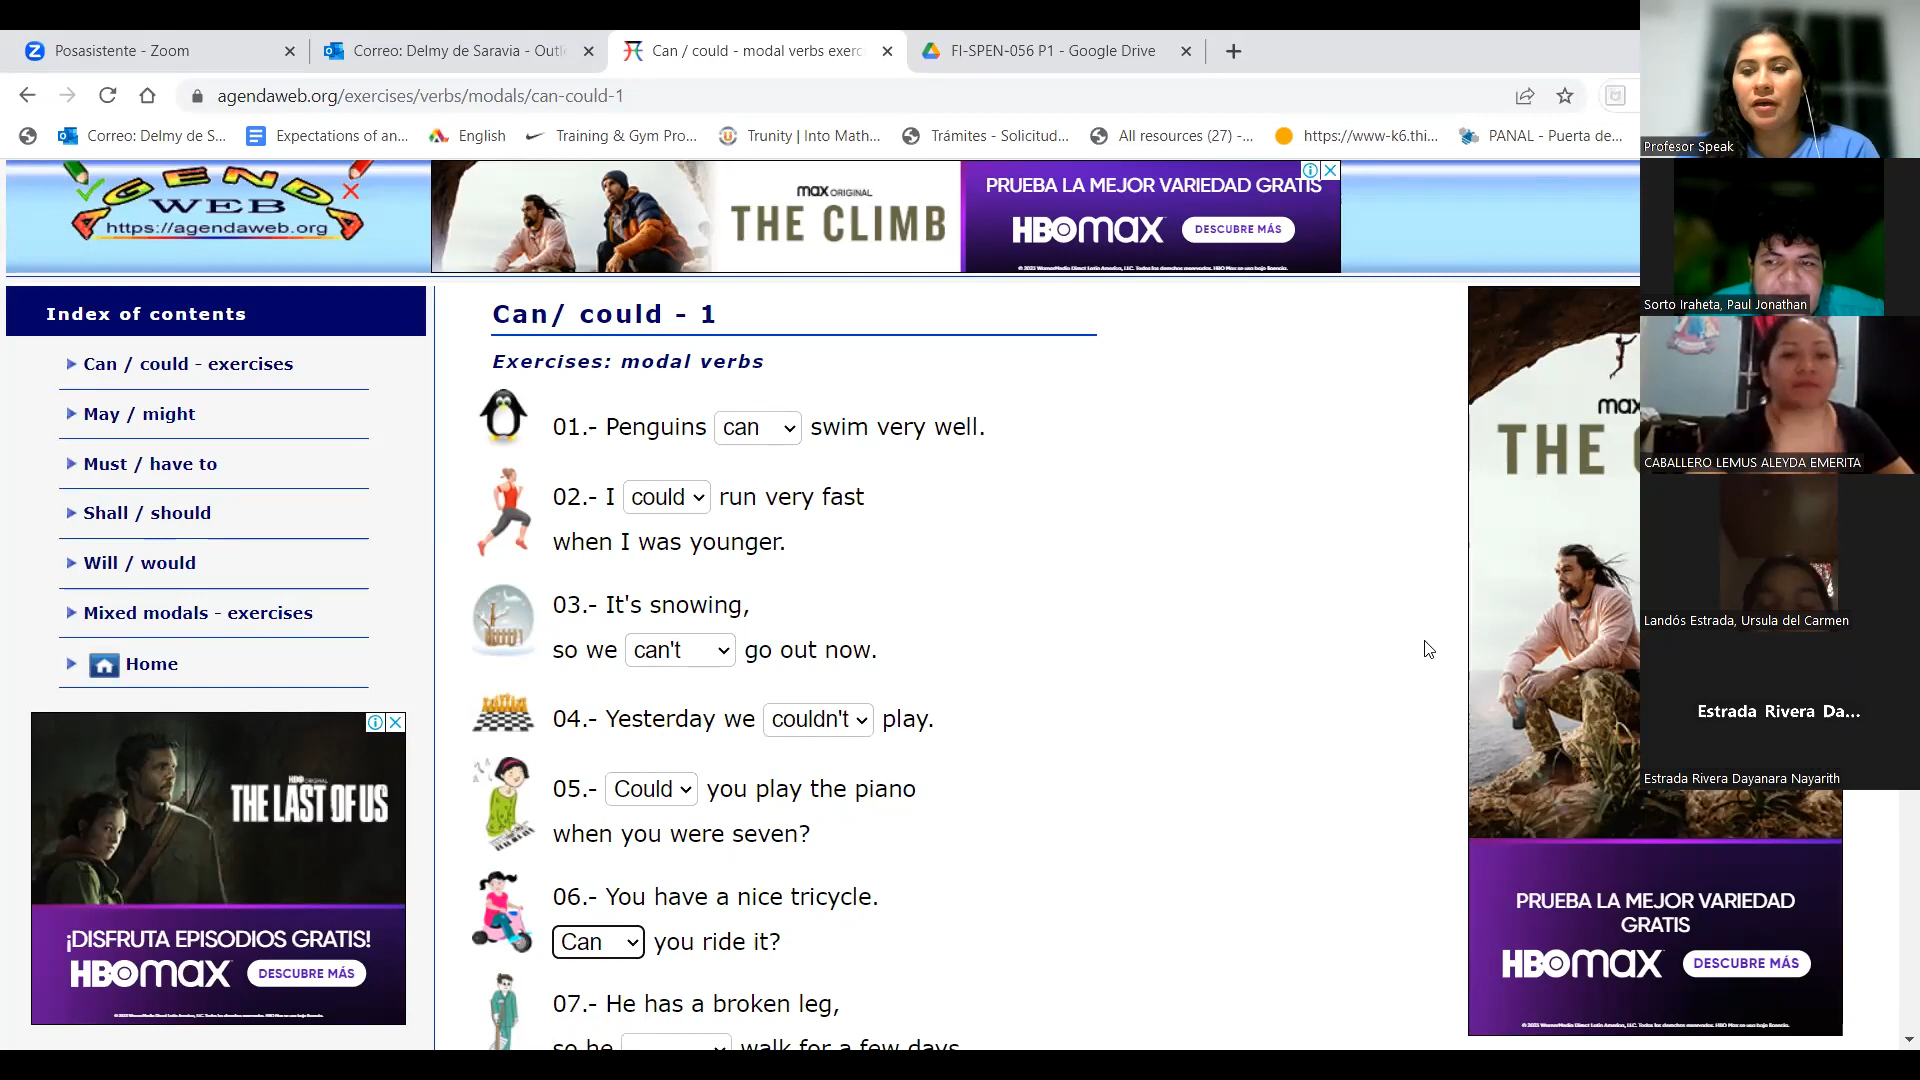 Posasistente - Zoom
Correo: Delmy de Saravia - Outl
Can / could - modal verbs exerc
FI-SPEN-056 P1 - Google Drive
agendaweb.org/exercises/verbs/modals/can-could-1
Correo: Delmy de S...
Expectations of an...
English
Training & Gym Pro...
Trunity | Into Math...
Trámites - Solicitud...
All resources (27) -...
https://www-k6.thi...
PANAL - Puerta de...
AGENDA
WEB
https://agendaweb.org
max ORIGINAL
THE CLIMB
PRUEBA LA MEJOR VARIEDAD GRATIS
HBOMAX
DESCUBRE MÁS
Index of contents
Can / could - exercises
May / might
Must / have to
Shall / should
Will / would
Mixed modals - exercises
Home
HBO ORIGINAL
THE LAST OF US
¡DISFRUTA EPISODIOS GRATIS!
HBOMAX
DESCUBRE MÁS
Can/ could - 1
Exercises: modal verbs
01.- Penguins can swim very well.
02.- I could run very fast
when I was younger.
03.- It's snowing,
so we can't go out now.
04.- Yesterday we couldn't play.
05.- Could you play the piano
when you were seven?
06.- You have a nice tricycle.
Can you ride it?
07.- He has a broken leg,
so he walk for a few days
max
THE C
PRUEBA LA MEJOR VARIEDAD
GRATIS
HBOMAX
DESCUBRE MÁS
Profesor Speak
Sorto Iraheta, Paul Jonathan
CABALLERO LEMUS ALEYDA EMERITA
Landós Estrada, Ursula del Carmen
Estrada Rivera Da...
Estrada Rivera Dayanara Nayarith